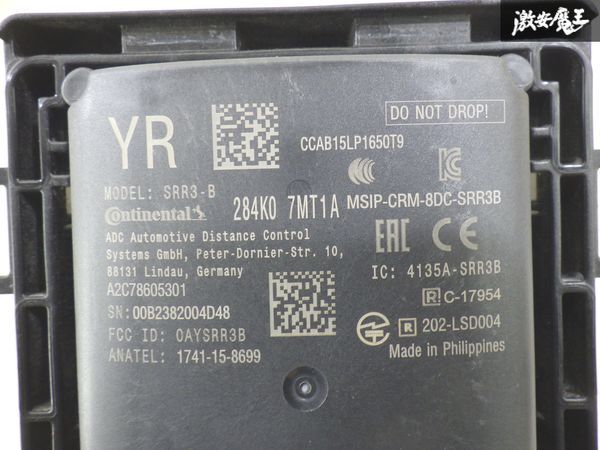 激安魔王
DO NOT DROP!
YR
CCAB15LP1650T9
MODEL: SRR3-B
Continental
284K0 7MT1A
MSIP-CRM-8DC-SRR3B
ADC Automotive Distance Control
Systems GmbH, Peter-Dornier-Str. 10,
88131 Lindau, Germany
EAC CE
A2C78605301
IC: 4135A-SRR3B
SN:00B2382004D48
R C-17954
FCC ID: OAYSRR3B
R 202-LSD004
ANATEL: 1741-15-8699
Made in Philippines